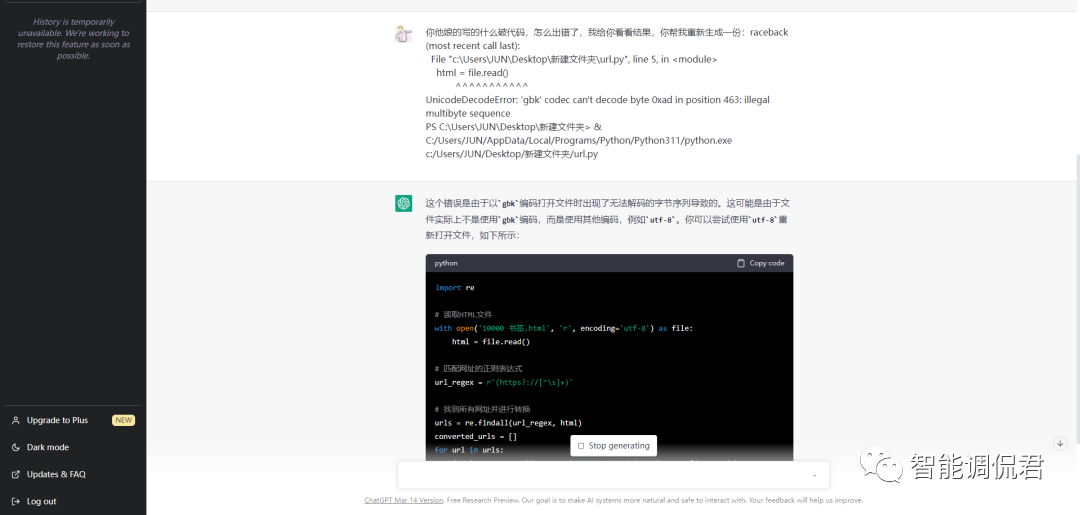 History is temporarily
unavailable. We're working to
restore this feature as soon as
possible.
你他娘的写的什么破代码，怎么出错了，我给你看看结果，你帮我重新生成一份：raceback
(most recent call last):
File "c:\Users\JUN\Desktop\新建文件夹\url.py", line 5, in <module>
html = file.read()
^^^^^^^^^^^
UnicodeDecodeError: 'gbk' codec can't decode byte 0xad in position 463: illegal
multibyte sequence
PS C:\Users\JUN\Desktop\新建文件夹> &
C:/Users/JUN/AppData/Local/Programs/Python/Python311/python.exe
c:/Users/JUN/Desktop/新建文件夹/url.py
这个错误是由于以`gbk`编码打开文件时出现了无法解码的字节序列导致的。这可能是由于文
件实际上不是使用`gbk`编码，而是使用其他编码，例如`utf-8`。你可以尝试使用`utf-8`重
新打开文件，如下所示：
python
Copy code
import re
# 读取HTML文件
with open('10000 书签.html', 'r', encoding='utf-8') as file:
html = file.read()
# 匹配网址的正则表达式
url_regex = r'(https?://[^\s]+)'
# 找到所有网址并进行转换
urls = re.findall(url_regex, html)
converted_urls = []
for url in urls:
Stop generating
Upgrade to Plus
NEW
Dark mode
Updates & FAQ
Log out
ChatGPT Mar 14 Version. Free Research Preview. Our goal is to make AI systems more natural and safe to interact with. Your feedback will help us improve.
智能调侃君